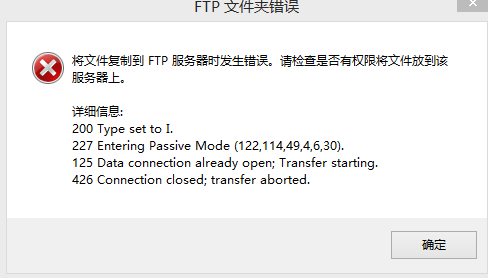 FTP 文件夹错误
将文件复制到 FTP 服务器时发生错误。请检查是否有权限将文件放到该
服务器上。
详细信息:
200 Type set to I.
227 Entering Passive Mode (122,114,49,4,6,30).
125 Data connection already open; Transfer starting.
426 Connection closed; transfer aborted.
确定